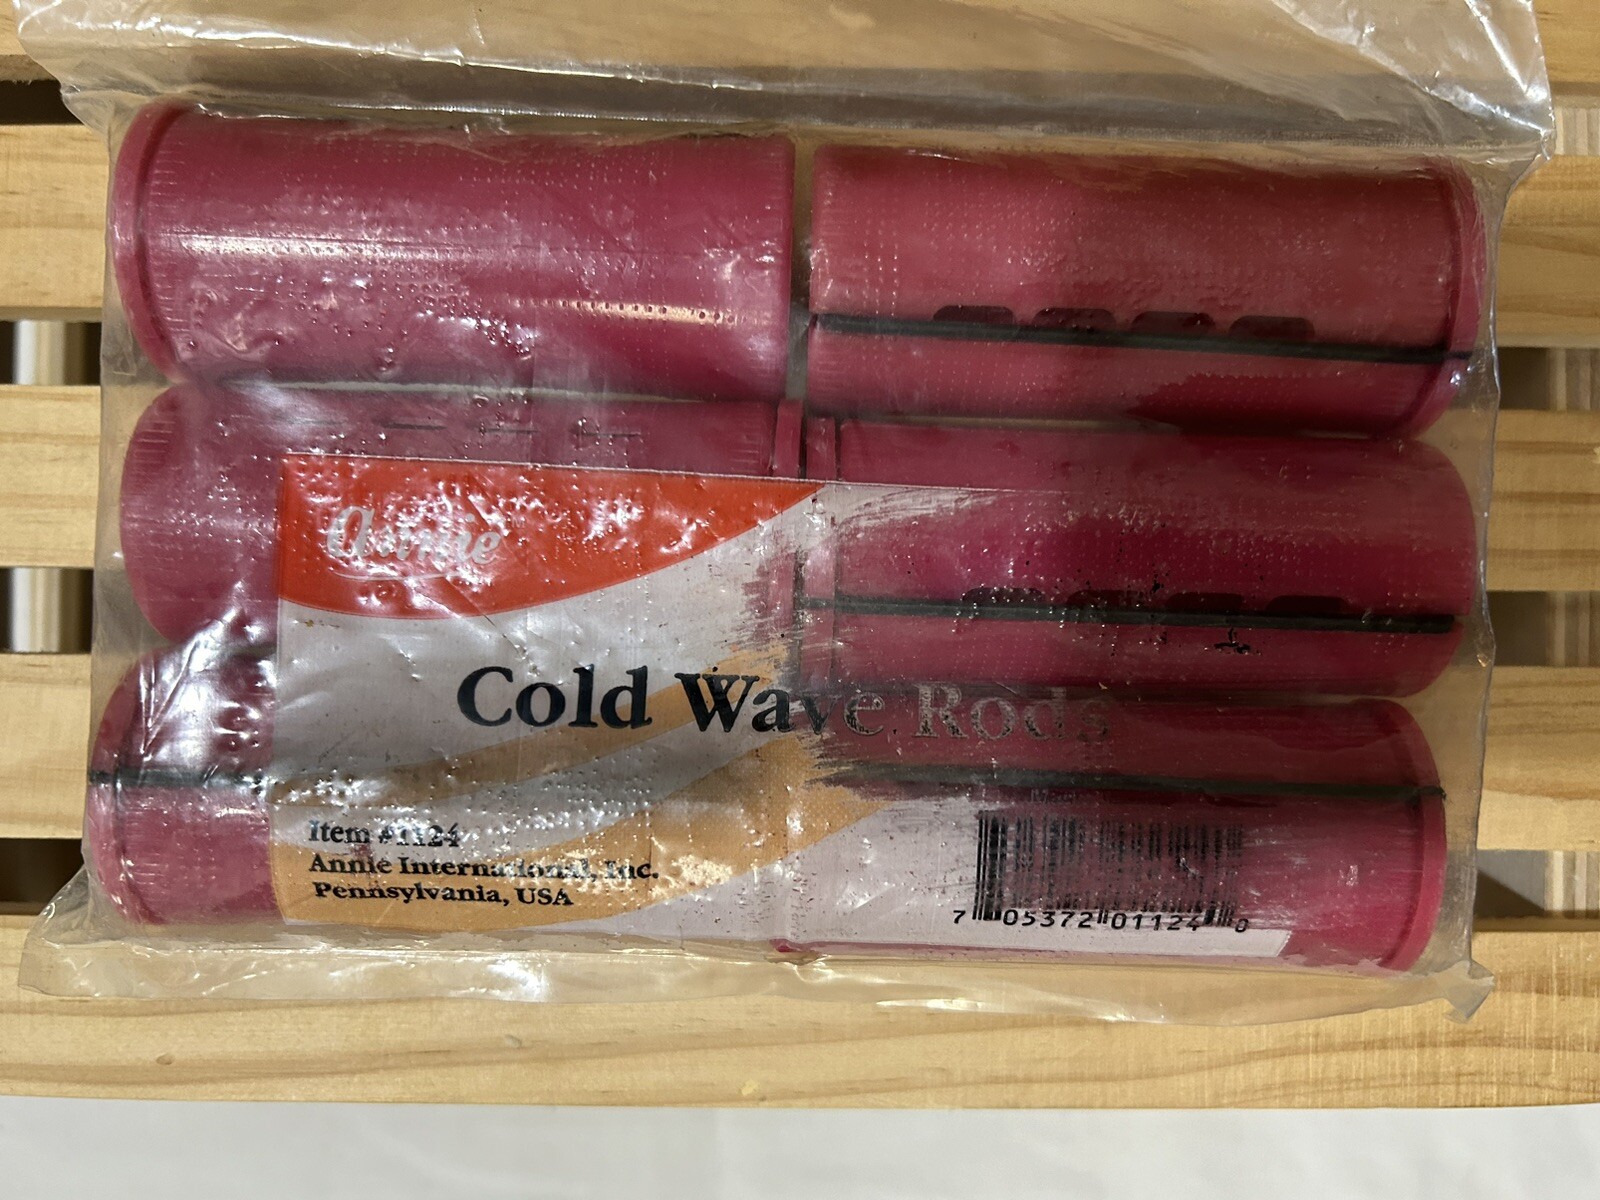 Annie
Cold Wave Rods
Item #1124
Annie International, Inc.
Pennsylvania, USA
7 05372 01124 0